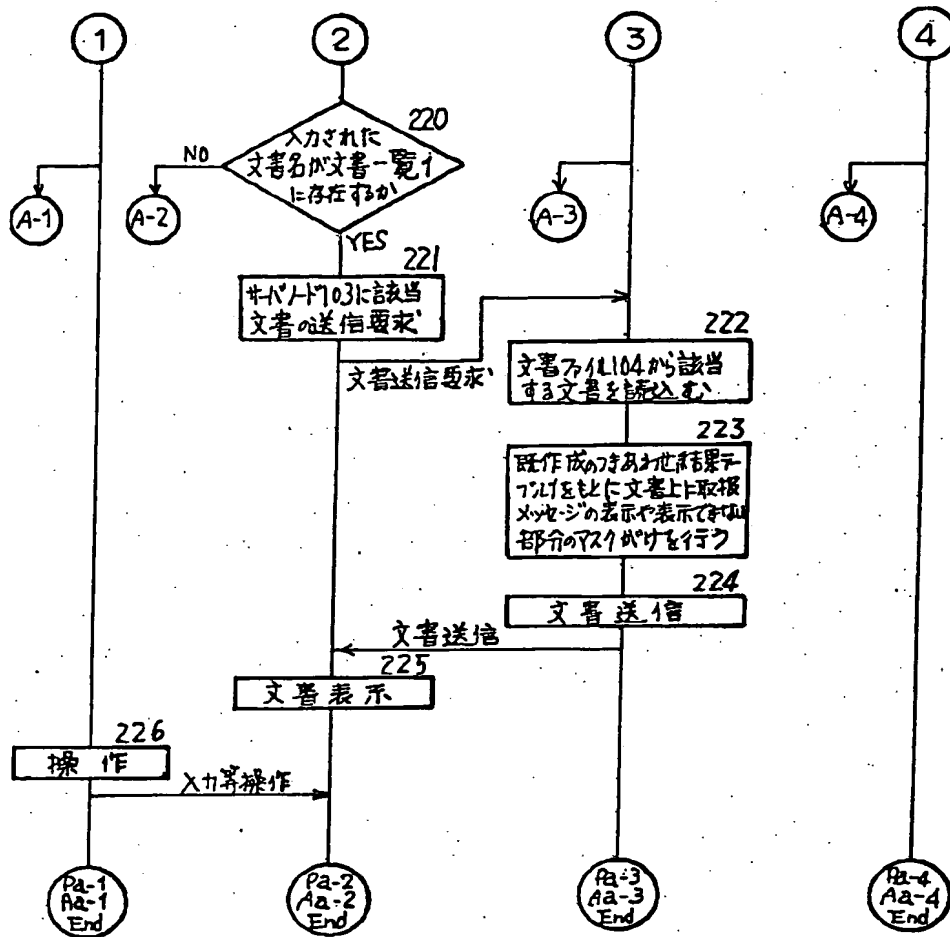 1
2
3
4
220
入力された
文書名が文書一覧イ
に存在するか
NO
A-1
A-2
A-3
A-4
YES
221
サーバノード103に該当
文書の送信要求
文書送信要求
222
文書ファイル104から該当
する文書を読込む
223
既作成のつきあわせ結果テー
ブルイをもとに文書上に取扱
メッセージの表示や表示できない
部分のマスクがけを行う
224
文書送信
文書送信
225
文書表示
226
操作
入力等操作
Pa-1
Aa-1
End
Pa-2
Aa-2
End
Pa-3
Aa-3
End
Pa-4
Aa-4
End